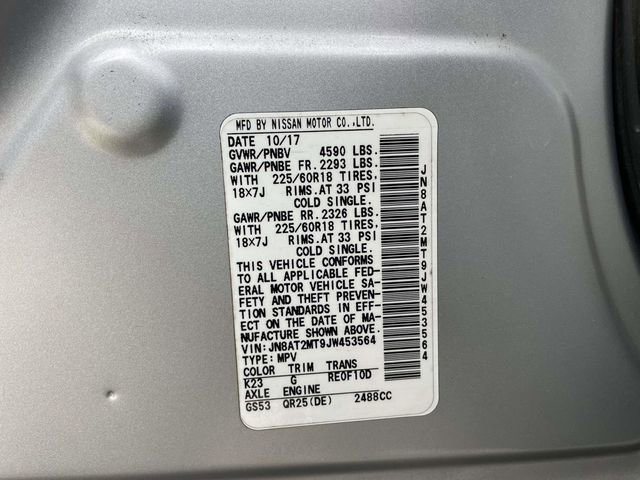 MFD BY NISSAN MOTOR CO.,LTD.
DATE 10/17
GVWR/PNBV 4590 LBS.
GAWR/PNBE FR. 2293 LBS.
WITH 225/60R18 TIRES,
18×7J RIMS.AT 33 PSI
COLD SINGLE.
GAWR/PNBE RR. 2326 LBS.
WITH 225/60R18 TIRES,
18×7J RIMS.AT 33 PSI
COLD SINGLE.
THIS VEHICLE CONFORMS
TO ALL APPLICABLE FED-
ERAL MOTOR VEHICLE SA-
FETY AND THEFT PREVEN-
TION STANDARDS IN EFF-
ECT ON THE DATE OF MA-
NUFACTURE SHOWN ABOVE.
VIN:JN8AT2MT9JW453564
TYPE:MPV
COLOR TRIM TRANS
K23 G RE0F10D
AXLE ENGINE
GS53 QR25(DE) 2488CC
JN8AT2MT9JW453564